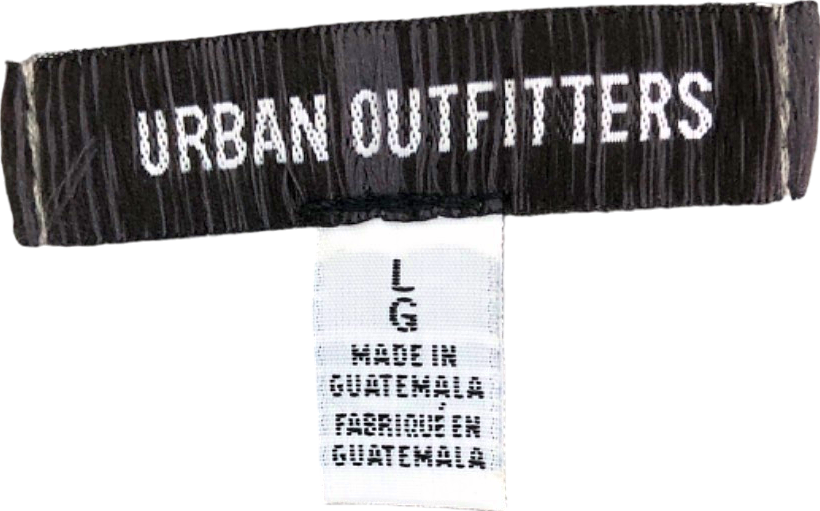 URBAN OUTFITTERS
L
G
MADE IN
GUATEMALA
FABRIQUÉ EN
GUATEMALA